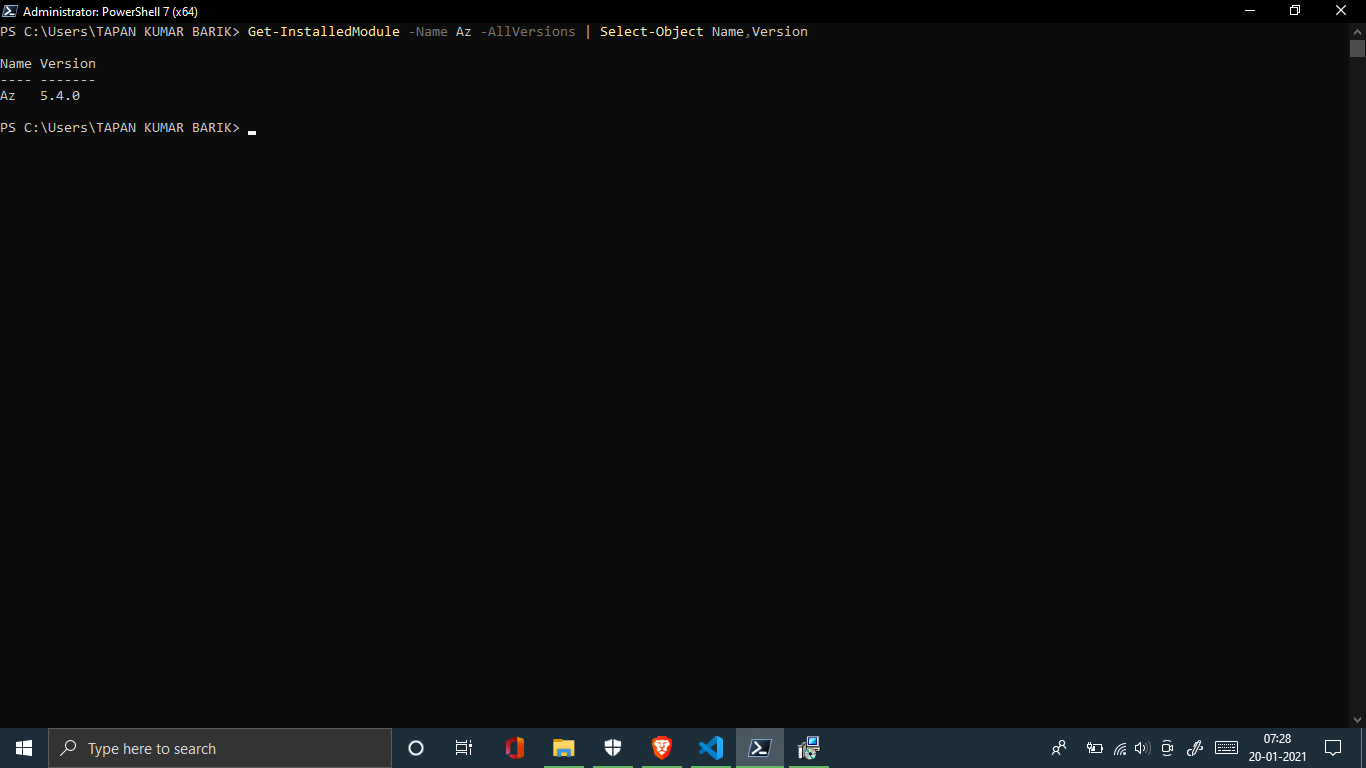 Administrator: PowerShell 7 (x64)
PS C:\Users\TAPAN KUMAR BARIK> Get-InstalledModule -Name Az -AllVersions | Select-Object Name,Version
Name Version
---- -------
Az   5.4.0
PS C:\Users\TAPAN KUMAR BARIK>
Type here to search
07:28
20-01-2021